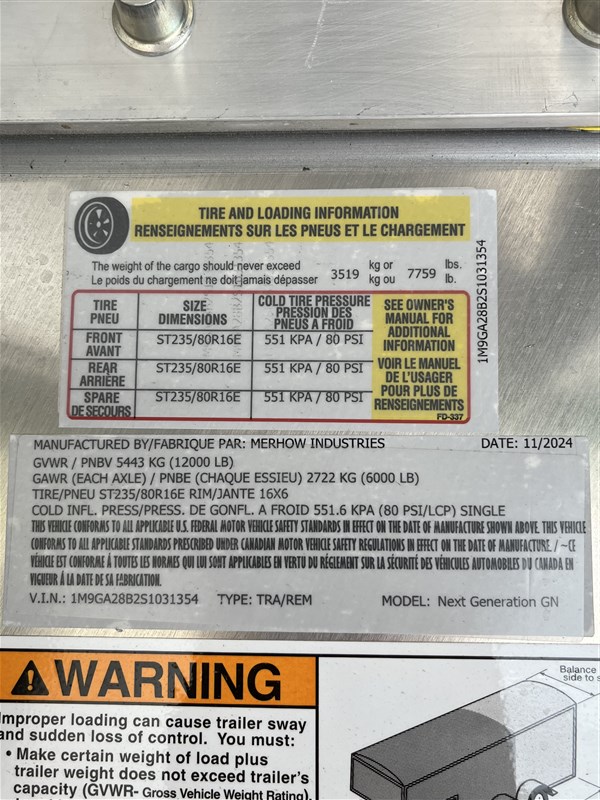 TIRE AND LOADING INFORMATION
RENSEIGNEMENTS SUR LES PNEUS ET LE CHARGEMENT
The weight of the cargo should never exceed 3519 kg or 7759 lbs.
Le poids du chargement ne doit jamais dépasser kg ou lb.
TIRE PNEU
SIZE DIMENSIONS
COLD TIRE PRESSURE
PRESSION DES
PNEUS A FROID
FRONT AVANT ST235/80R16E 551 KPA / 80 PSI
REAR ARRIÈRE ST235/80R16E 551 KPA / 80 PSI
SPARE DE SECOURS ST235/80R16E 551 KPA / 80 PSI
SEE OWNER'S
MANUAL FOR
ADDITIONAL
INFORMATION
VOIR LE MANUEL
DE L'USAGER
POUR PLUS DE
RENSEIGNEMENTS
FD-337
1M9GA28B2S1031354
MANUFACTURED BY/FABRIQUE PAR: MERHOW INDUSTRIES DATE: 11/2024
GVWR / PNBV 5443 KG (12000 LB)
GAWR (EACH AXLE) / PNBE (CHAQUE ESSIEU) 2722 KG (6000 LB)
TIRE/PNEU ST235/80R16E RIM/JANTE 16X6
COLD INFL. PRESS/PRESS. DE GONFL. A FROID 551.6 KPA (80 PSI/LCP) SINGLE
THIS VEHICLE CONFORMS TO ALL APPLICABLE U.S. FEDERAL MOTOR VEHICLE SAFETY STANDARDS IN EFFECT ON THE DATE OF MANUFACTURE SHOWN ABOVE. THIS VEHICLE
CONFORMS TO ALL APPLICABLE STANDARDS PRESCRIBED UNDER CANADIAN MOTOR VEHICLE SAFETY REGULATIONS IN EFFECT ON THE DATE OF MANUFACTURE. / ~CE
VÉHICLE EST CONFORME À TOUTES LES NORMES QUI LUI SONT APPLICABLES EN VERTU DU RÉGLEMENT SUR LA SÉCURITÉ DES VÉHICULES AUTOMOBILES DU CANADA EN
VIGUEUR À LA DATE DE SA FABRICATION.
V.I.N.: 1M9GA28B2S1031354 TYPE: TRA/REM MODEL: Next Generation GN
WARNING
Improper loading can cause trailer sway
and sudden loss of control. You must:
• Make certain weight of load plus
trailer weight does not exceed trailer's
capacity (GVWR- Gross Vehicle Weight Rating).
Balance
side to